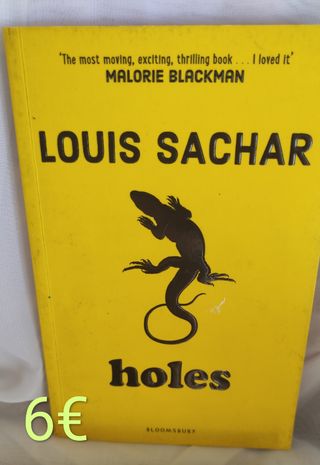 ‘The most moving, exciting, thrilling book . . . I loved it’
MALORIE BLACKMAN
LOUIS SACHAR
holes
6€
BLOOMSBURY